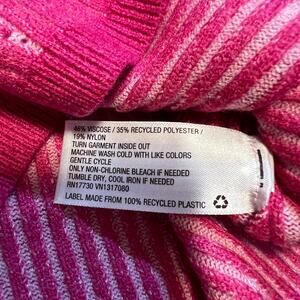 46% VISCOSE / 35% RECYCLED POLYESTER /
19% NYLON
TURN GARMENT INSIDE OUT
MACHINE WASH COLD WITH LIKE COLORS
GENTLE CYCLE
ONLY NON-CHLORINE BLEACH IF NEEDED
TUMBLE DRY, COOL IRON IF NEEDED
RN17730 VN1317080
LABEL MADE FROM 100% RECYCLED PLASTIC